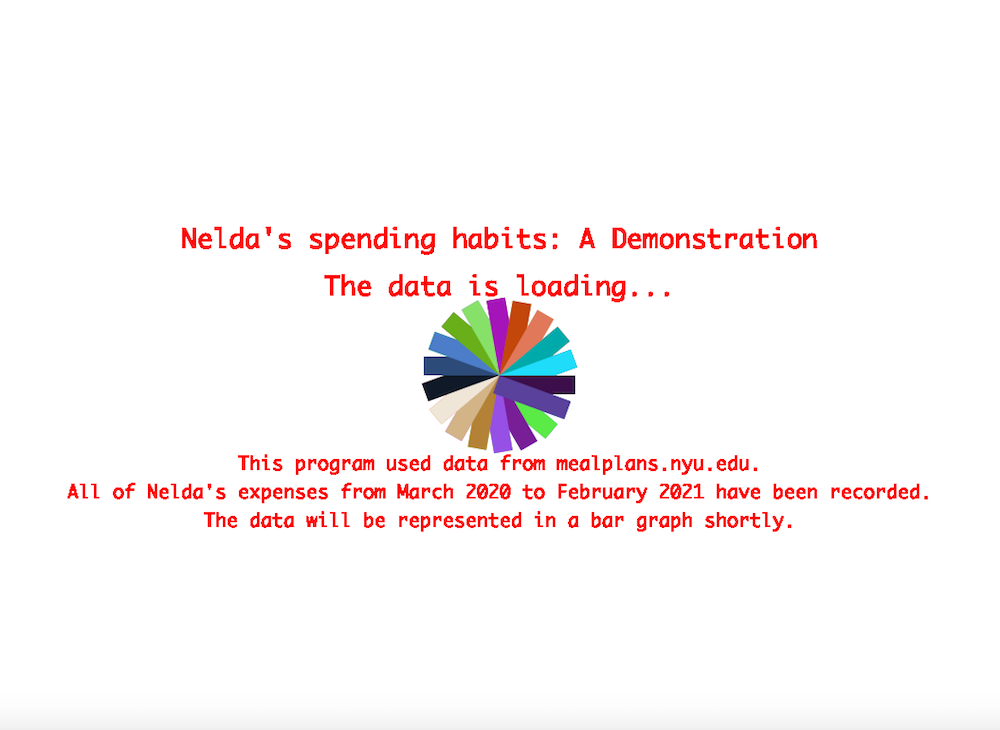 Nelda's spending habits: A Demonstration
The data is loading...
This program used data from mealplans.nyu.edu.
All of Nelda's expenses from March 2020 to February 2021 have been recorded.
The data will be represented in a bar graph shortly.